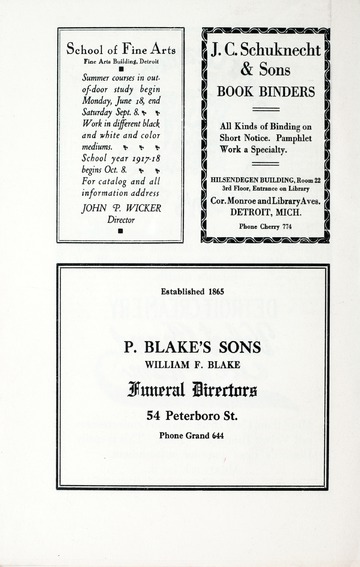 School of Fine Arts
Fine Arts Building, Detroit
Summer courses in out-
of-door study begin
Monday, June 18, end
Saturday Sept. 8.
Work in different black
and white and color
mediums.
School year 1917-18
begins Oct. 8.
For catalog and all
information address
JOHN P. WICKER
Director
J. C. Schuknecht
& Sons
BOOK BINDERS
All Kinds of Binding on
Short Notice. Pamphlet
Work a Specialty.
HILSENDEGEN BUILDING, Room 22
3rd Floor, Entrance on Library
Cor. Monroe and Library Aves.
DETROIT, MICH.
Phone Cherry 774
Established 1865
P. BLAKE'S SONS
WILLIAM F. BLAKE
Funeral Directors
54 Peterboro St.
Phone Grand 644